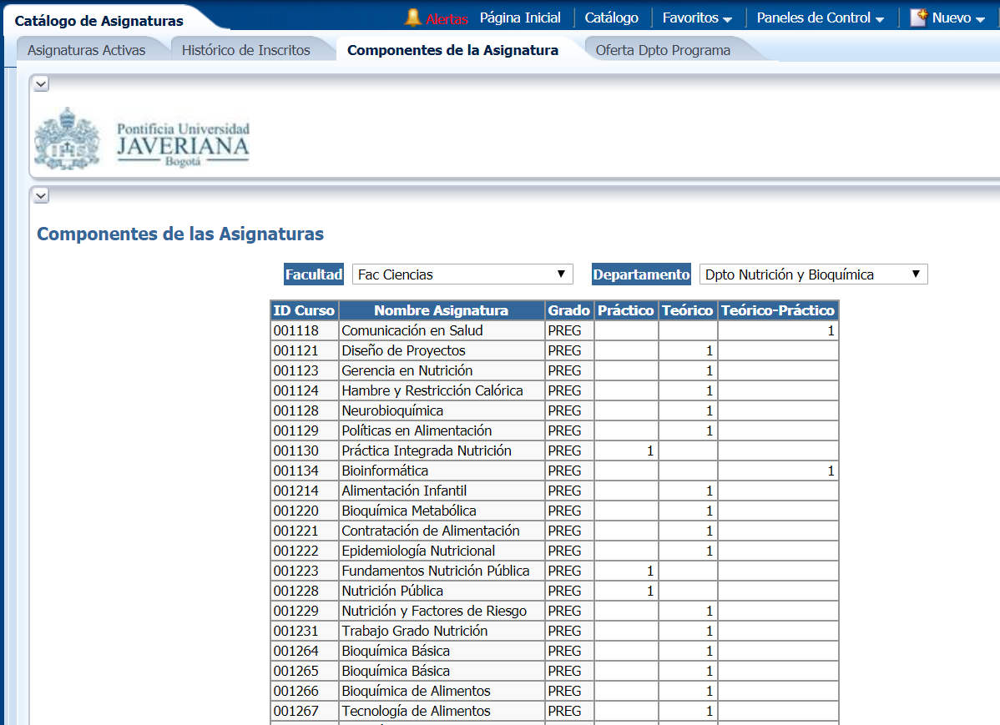 Catálogo de Asignaturas
Alertas Página Inicial Catálogo Favoritos Paneles de Control Nuevo
Asignaturas Activas Histórico de Inscritos Componentes de la Asignatura Oferta Dpto Programa
IHS
Pontificia Universidad
JAVERIANA
Bogotá
Componentes de las Asignaturas
Facultad Fac Ciencias Departamento Dpto Nutrición y Bioquímica
ID Curso Nombre Asignatura Grado Práctico Teórico Teórico-Práctico
001118 Comunicación en Salud PREG 1
001121 Diseño de Proyectos PREG 1
001123 Gerencia en Nutrición PREG 1
001124 Hambre y Restricción Calórica PREG 1
001128 Neurobioquímica PREG 1
001129 Políticas en Alimentación PREG 1
001130 Práctica Integrada Nutrición PREG 1
001134 Bioinformática PREG 1
001214 Alimentación Infantil PREG 1
001220 Bioquímica Metabólica PREG 1
001221 Contratación de Alimentación PREG 1
001222 Epidemiología Nutricional PREG 1
001223 Fundamentos Nutrición Pública PREG 1
001228 Nutrición Pública PREG 1
001229 Nutrición y Factores de Riesgo PREG 1
001231 Trabajo Grado Nutrición PREG 1
001264 Bioquímica Básica PREG 1
001265 Bioquímica Básica PREG 1
001266 Bioquímica de Alimentos PREG 1
001267 Tecnología de Alimentos PREG 1